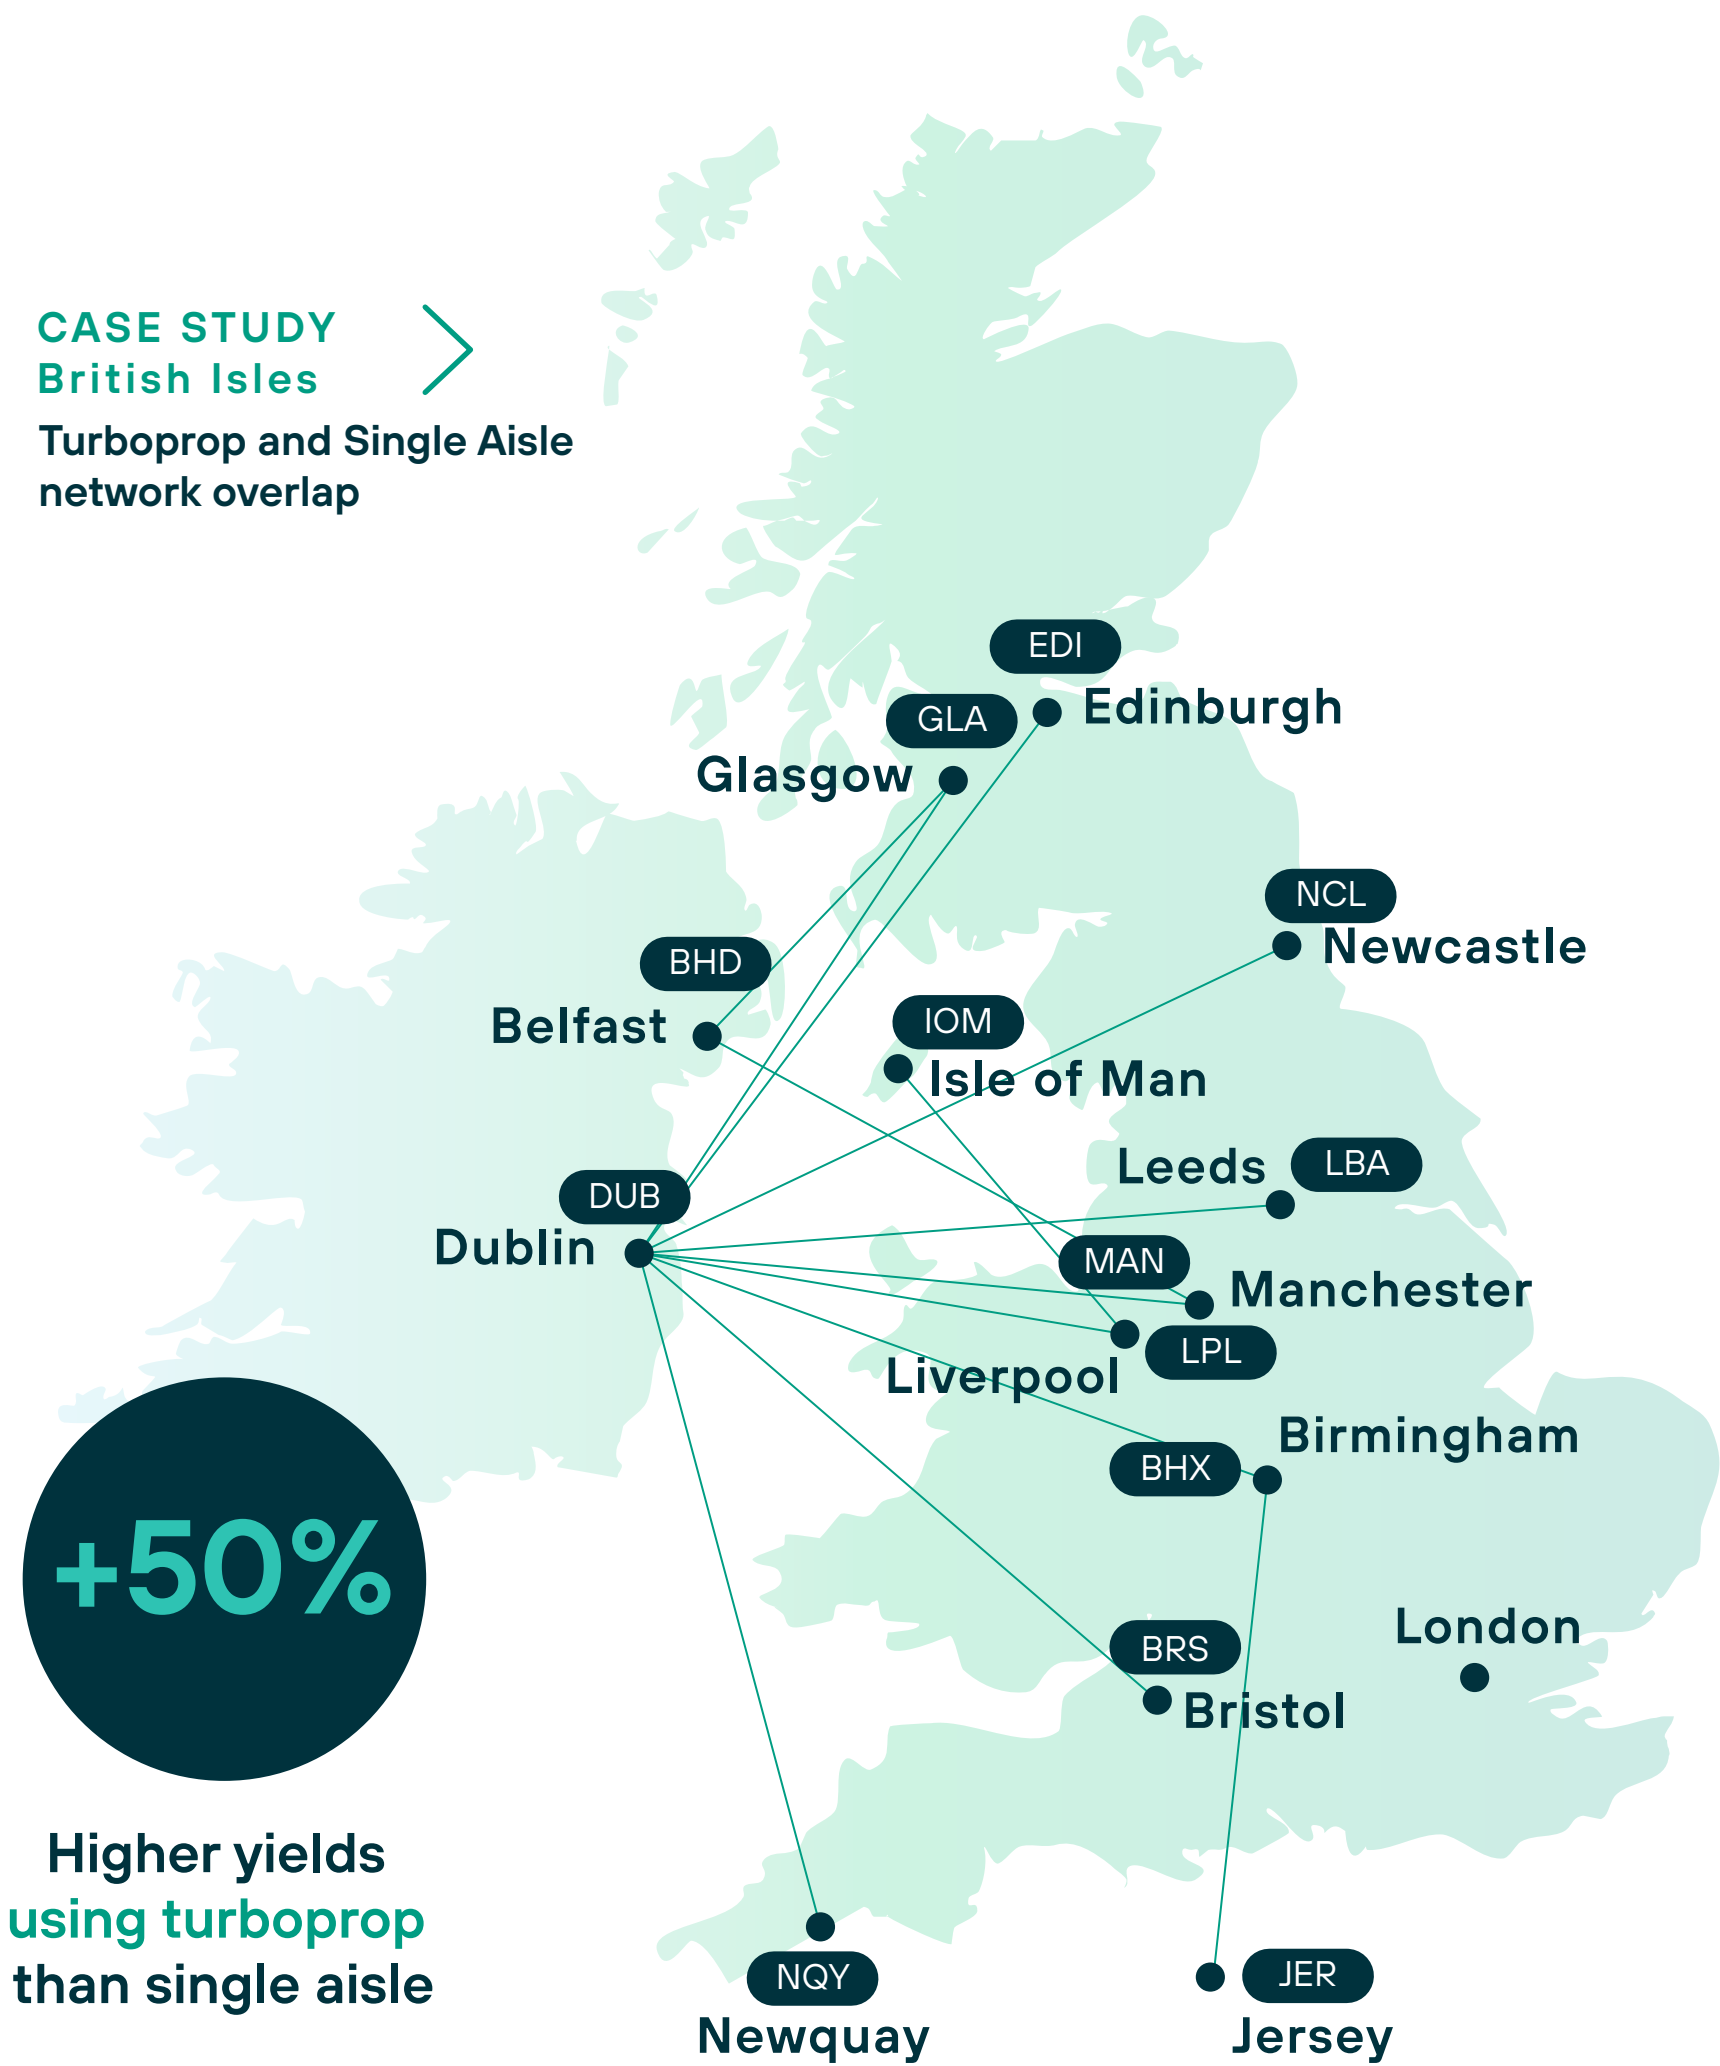 CASE STUDY
British Isles
Turboprop and Single Aisle
network overlap
EDI
Edinburgh
GLA
Glasgow
NCL
Newcastle
BHD
Belfast
IOM
Isle of Man
Leeds
LBA
DUB
Dublin
MAN
Manchester
LPL
Liverpool
Birmingham
BHX
London
BRS
Bristol
NQY
Newquay
JER
Jersey
+50%
Higher yields
using turboprop
than single aisle